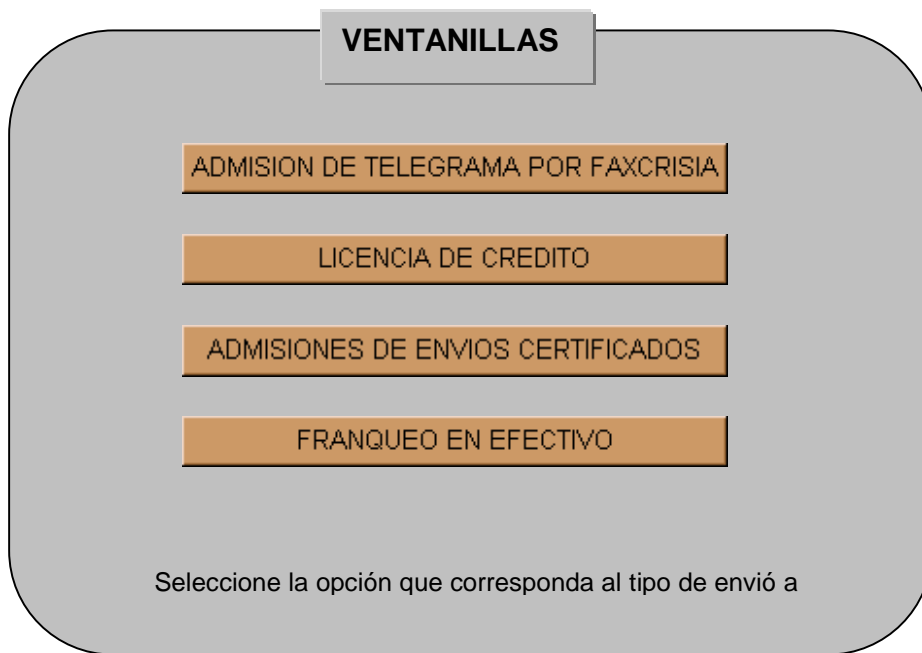 VENTANILLAS
ADMISION DE TELEGRAMA POR FAXCRISIA
LICENCIA DE CREDITO
ADMISIONES DE ENVIOS CERTIFICADOS
FRANQUEO EN EFECTIVO
Seleccione la opción que corresponda al tipo de envió a